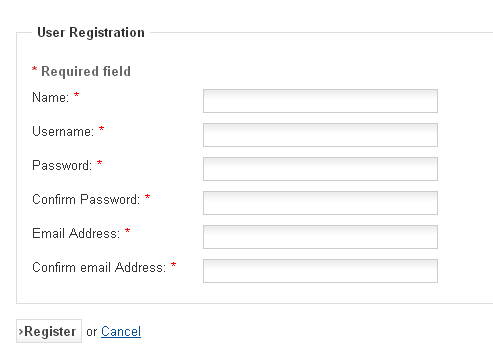 User Registration
* Required field
Name: *
Username: *
Password: *
Confirm Password: *
Email Address: *
Confirm email Address: *
›Register or Cancel